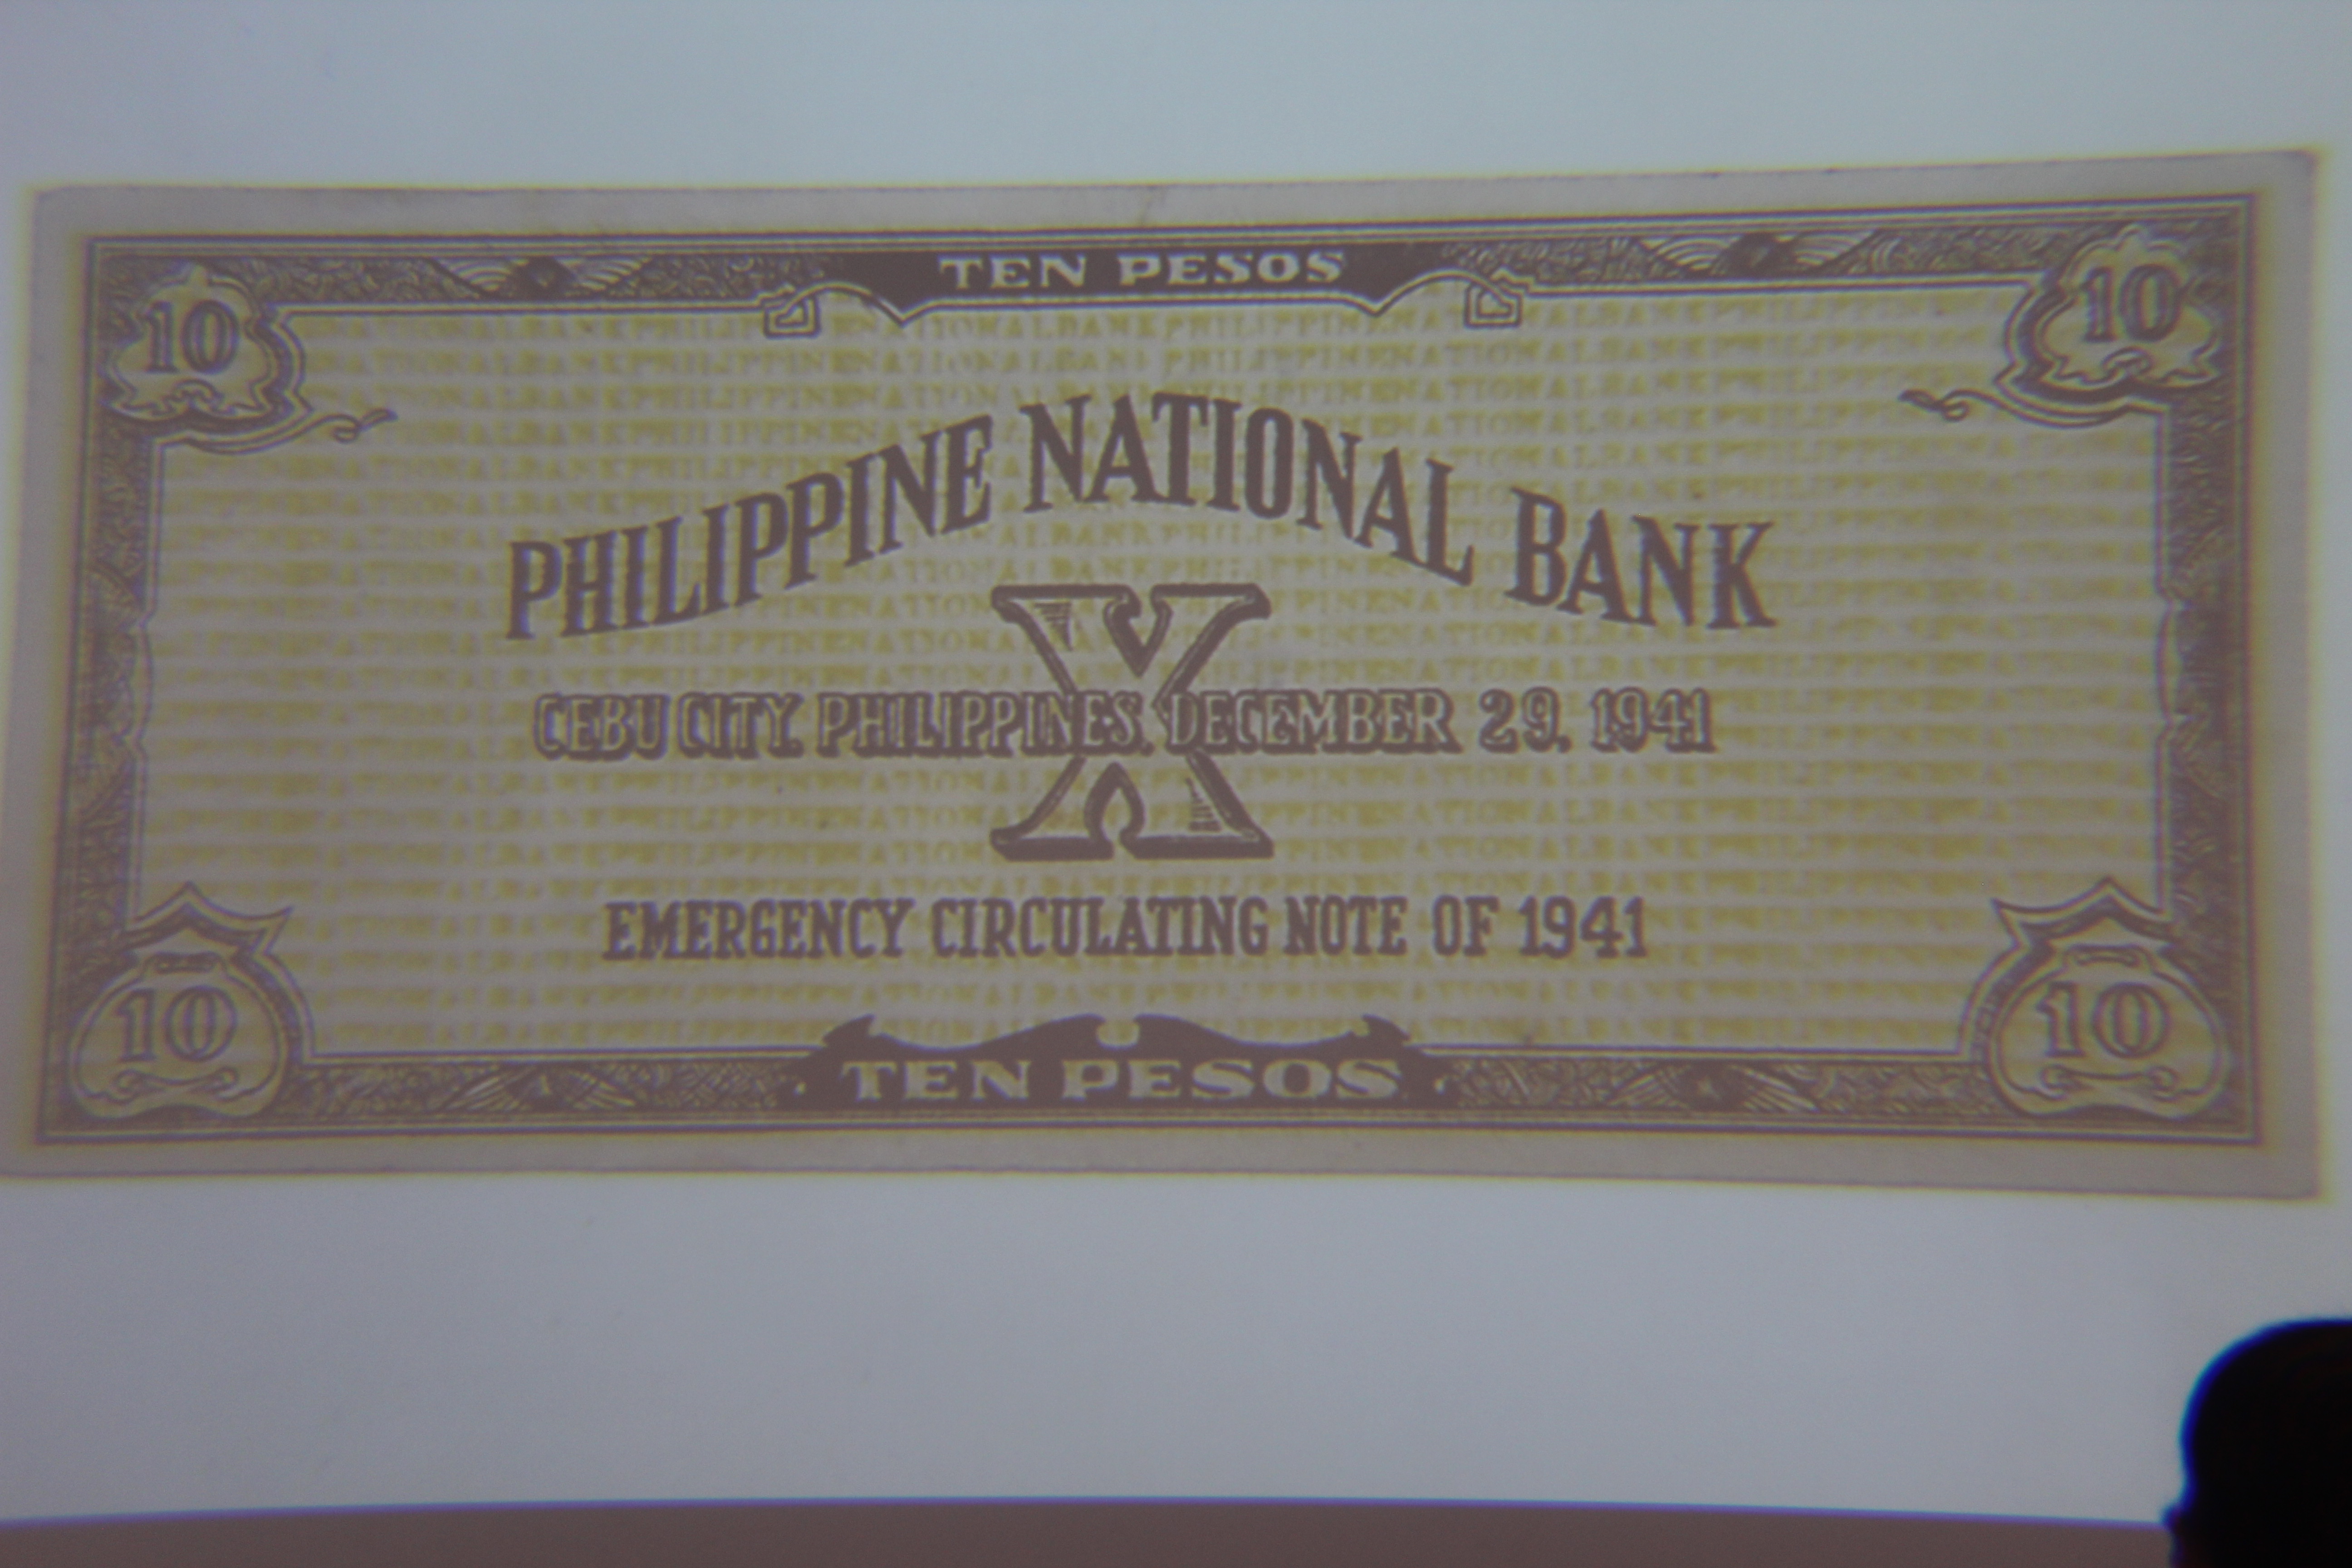 TEN PESOS
10 10
PHILIPPINE NATIONAL BANK
X
CEBU CITY, PHILIPPINES, DECEMBER 29, 1941
EMERGENCY CIRCULATING NOTE OF 1941
10 10
TEN PESOS